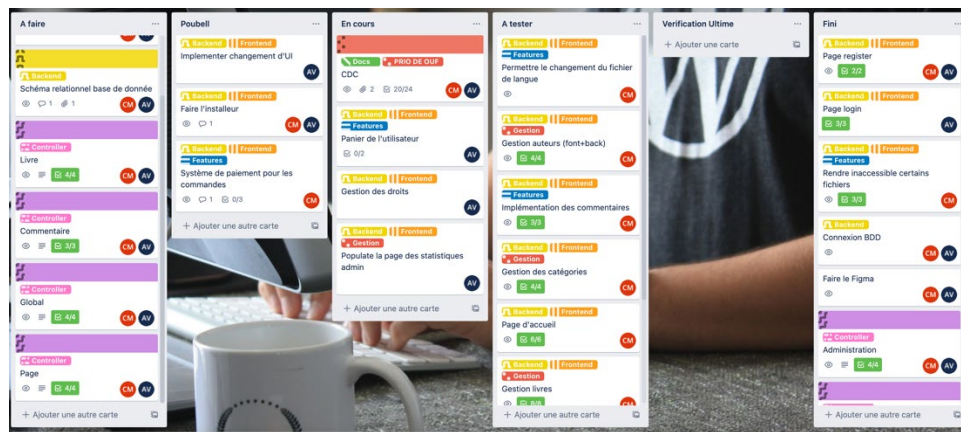 A faire
Backend
Schéma relationnel base de donnée
1 1
CM AV
Controller
Livre
4/4
CM AV
Controller
Commentaire
3/3
CM AV
Controller
Global
4/4
CM AV
Controller
Page
4/4
CM AV
+ Ajouter une autre carte
Poubell
Backend Frontend
Implementer changement d'UI
AV
Backend Frontend
Faire l'installeur
1
CM AV
Backend Frontend
Features
Système de paiement pour les
commandes
1 0/3
CM
+ Ajouter une autre carte
En cours
Docs PRIO DE OUF
CDC
2 20/24
CM AV
Backend Frontend
Features
Panier de l'utilisateur
0/2
AV
Backend Frontend
Gestion des droits
AV
Backend Frontend
Gestion
Populate la page des statistiques
admin
AV
+ Ajouter une autre carte
A tester
Backend Frontend
Features
Permettre le changement du fichier
de langue
CM
Backend Frontend
Gestion
Gestion auteurs (font+back)
4/4
CM
Backend Frontend
Features
Implémentation des commentaires
3/3
CM
Backend Frontend
Gestion
Gestion des catégories
4/4
CM
Backend Frontend
Page d'accueil
6/6
CM
Backend Frontend
Gestion
Gestion livres
8/8
CM
+ Ajouter une autre carte
Verification Ultime
+ Ajouter une carte
Fini
Backend Frontend
Page register
2/2
CM AV
Backend Frontend
Page login
3/3
AV
Backend Frontend
Features
Rendre inaccessible certains
fichiers
3/3
CM
Backend
Connexion BDD
CM AV
Faire le Figma
CM AV
Controller
Administration
4/4
CM AV
Controller
+ Ajouter une autre carte